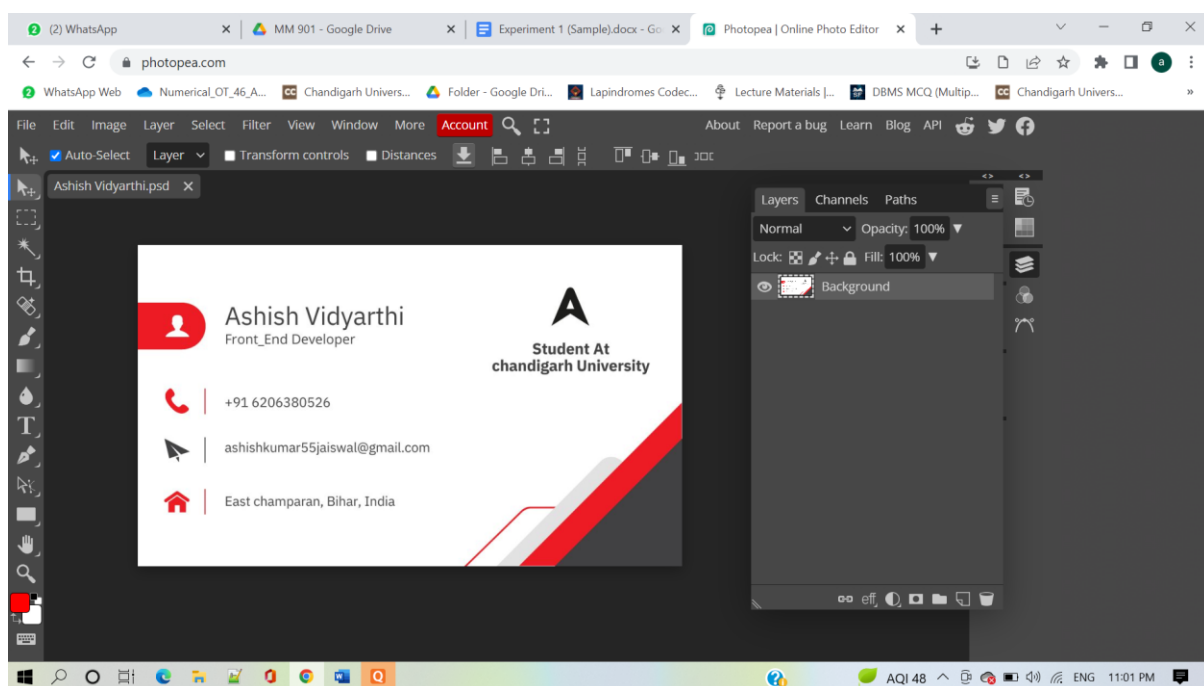 (2) WhatsApp
MM 901 - Google Drive
Experiment 1 (Sample).docx - Go
Photopea | Online Photo Editor
photopea.com
a
WhatsApp Web
Numerical_OT_46_A...
CC Chandigarh Univers...
Folder - Google Dri...
Lapindromes Codec...
Lecture Materials |...
DBMS MCQ (Multip...
CC Chandigarh Univers...
»
File Edit Image Layer Select Filter View Window More Account
About Report a bug Learn Blog API
Auto-Select Layer Transform controls Distances
Ashish Vidyarthi.psd
Layers Channels Paths
Normal Opacity: 100%
Lock: Fill: 100%
Background
Ashish Vidyarthi
Front_End Developer
Student At
chandigarh University
+91 6206380526
ashishkumar55jaiswal@gmail.com
East champaran, Bihar, India
eff
AQI 48 ENG 11:01 PM